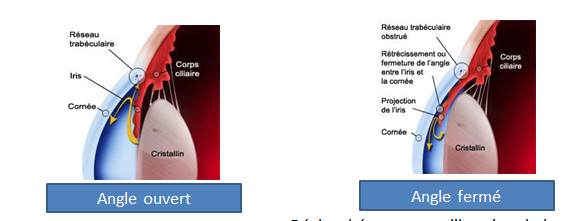 Réseau
trabéculaire
Iris
Cornée
Corps
ciliaire
Cristallin
Angle ouvert
Réseau trabéculaire
obstrué
Rétrécissement ou
fermeture de l'angle
entre l'iris et
la cornée
Projection
de l'iris
Cornée
Corps
ciliaire
Cristallin
Angle fermé